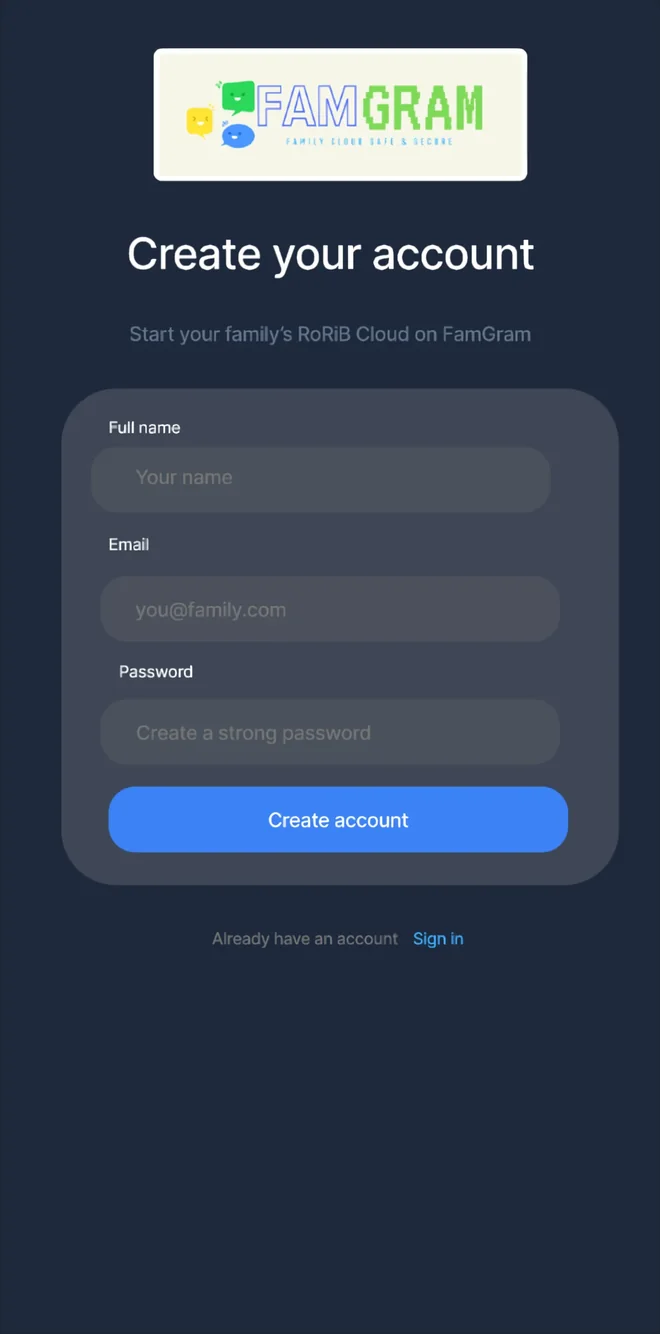 FAMGRAM
FAMILY CLOUD SAFE & SECURE
Create your account
Start your family’s RoRiB Cloud on FamGram
Full name
Your name
Email
you@family.com
Password
Create a strong password
Create account
Already have an account Sign in